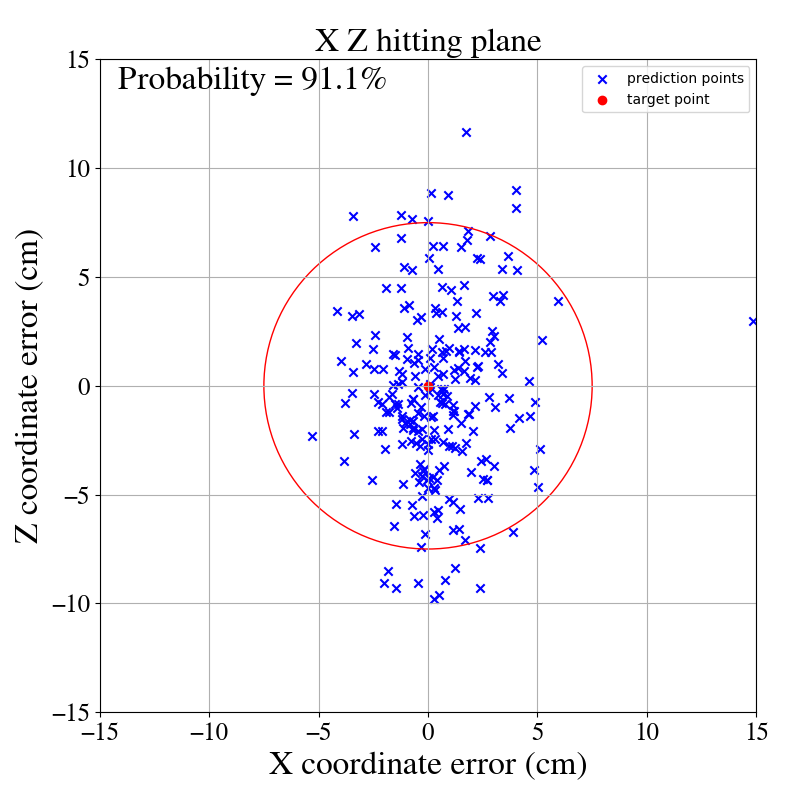 X Z hitting plane
Probability = 91.1%
prediction points
target point
15
10
5
0
−5
−10
−15
Z coordinate error (cm)
−15 −10 −5 0 5 10 15
X coordinate error (cm)